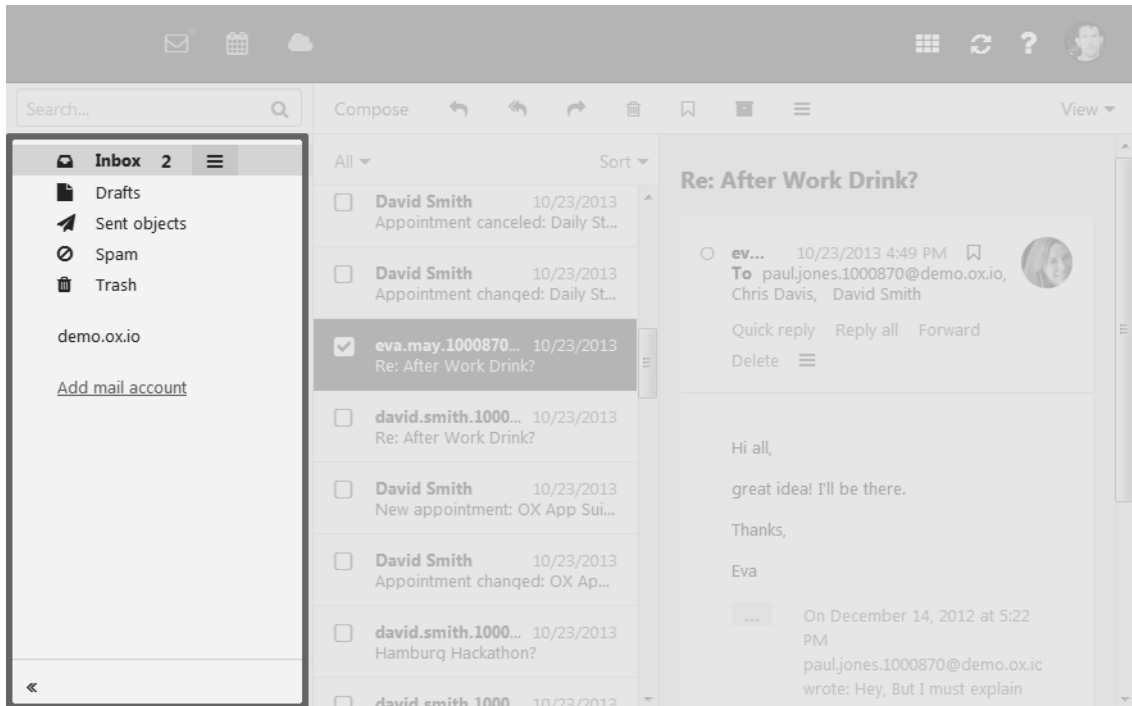 Search...
Compose
View
Inbox 2
Drafts
Sent objects
Spam
Trash
demo.ox.io
Add mail account
All
Sort
David Smith 10/23/2013
Appointment canceled: Daily St...
David Smith 10/23/2013
Appointment changed: Daily St...
eva.may.1000870... 10/23/2013
Re: After Work Drink?
david.smith.1000... 10/23/2013
Re: After Work Drink?
David Smith 10/23/2013
New appointment: OX App Sui...
David Smith 10/23/2013
Appointment changed: OX Ap...
david.smith.1000... 10/23/2013
Hamburg Hackathon?
david.smith.1000... 10/23/2013
Re: After Work Drink?
ev... 10/23/2013 4:49 PM
To paul.jones.1000870@demo.ox.io,
Chris Davis, David Smith
Quick reply Reply all Forward
Delete
Hi all,
great idea! I'll be there.
Thanks,
Eva
...
On December 14, 2012 at 5:22
PM
paul.jones.1000870@demo.ox.ic
wrote: Hey, But I must explain